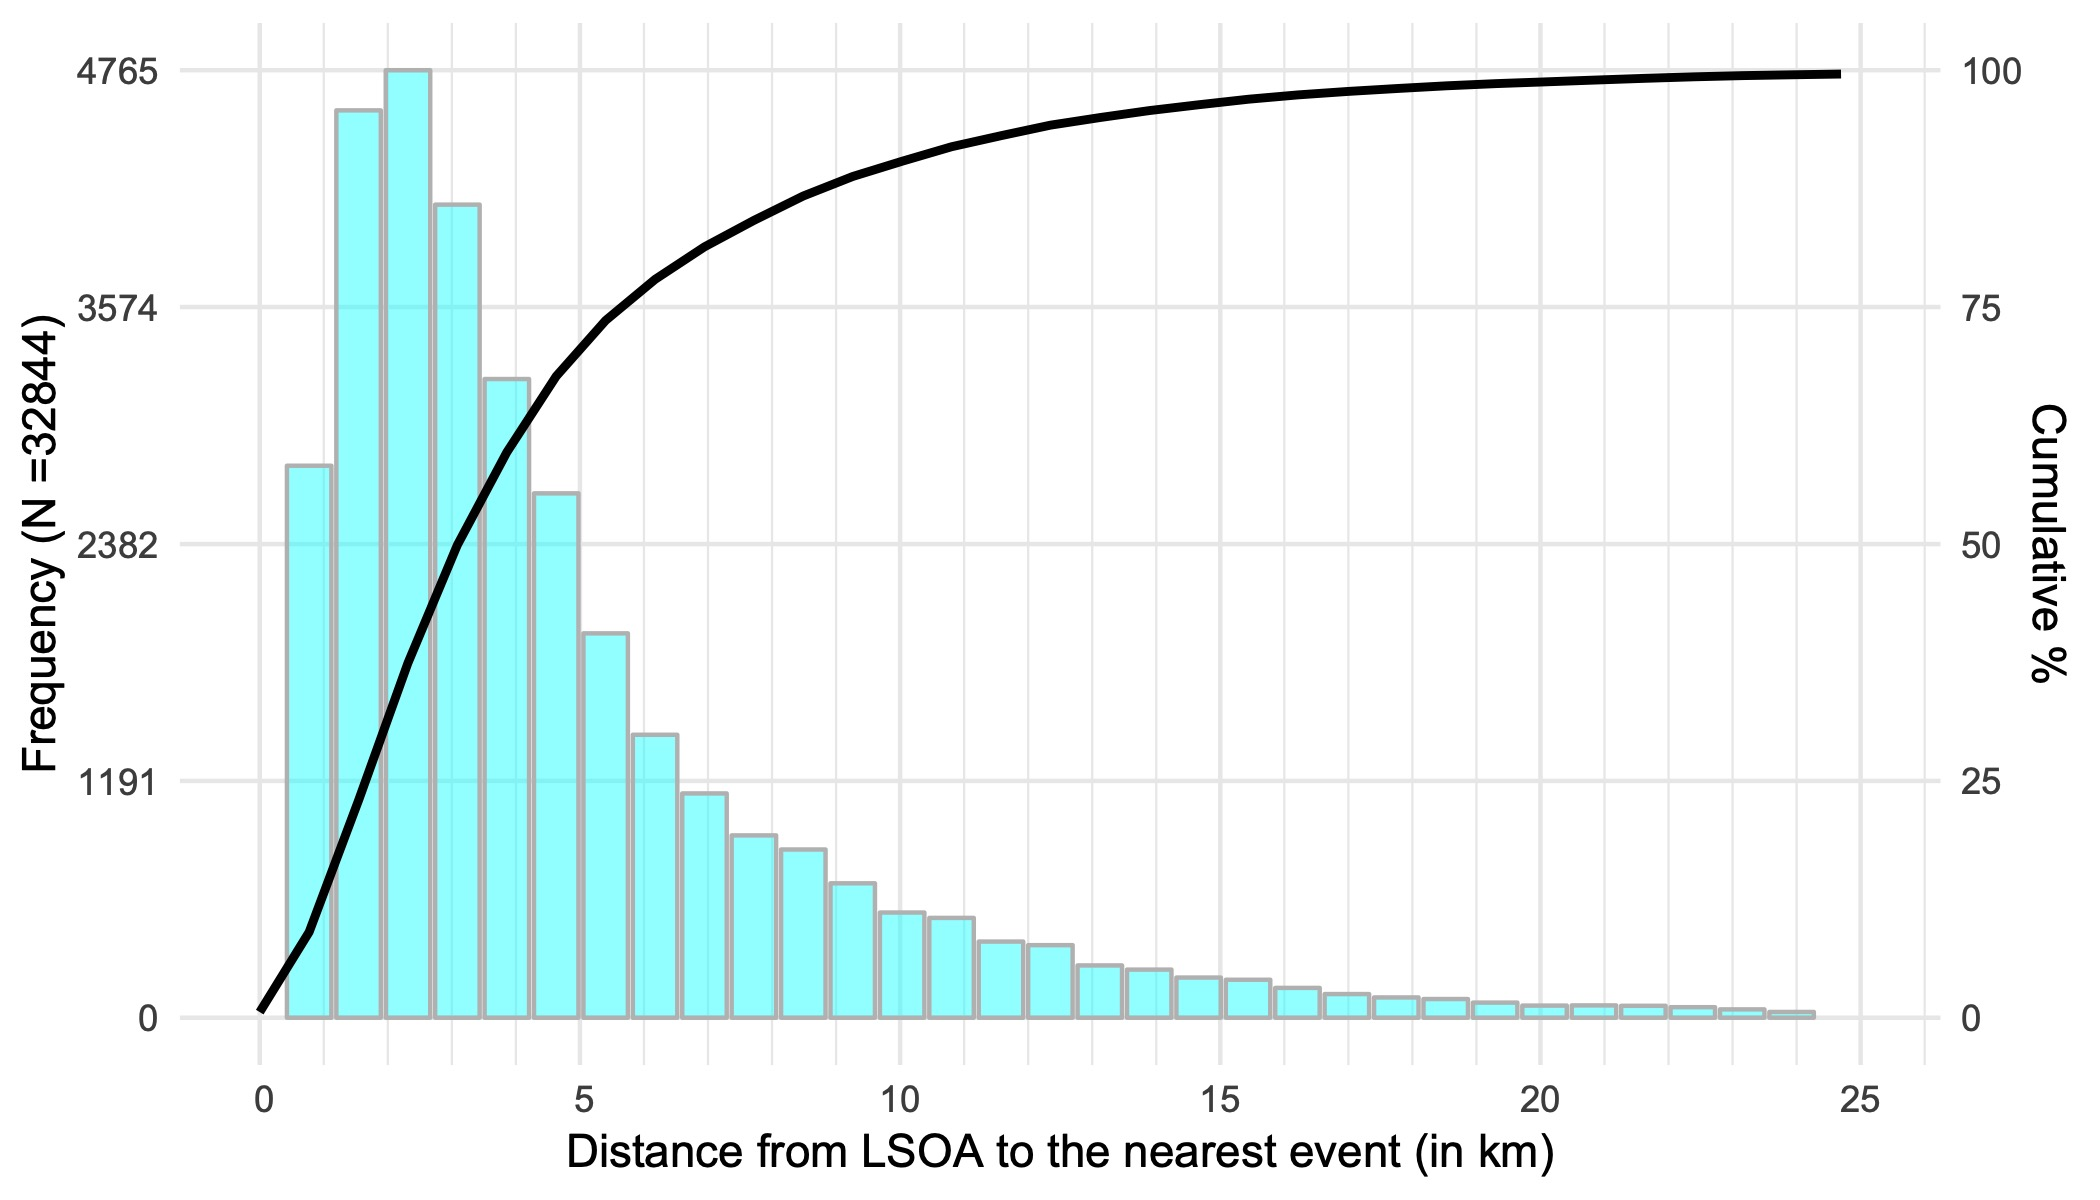 Frequency (N =32844)
4765
3574
2382
1191
0
100
75
50
25
0
Cumulative %
0 5 10 15 20 25
Distance from LSOA to the nearest event (in km)